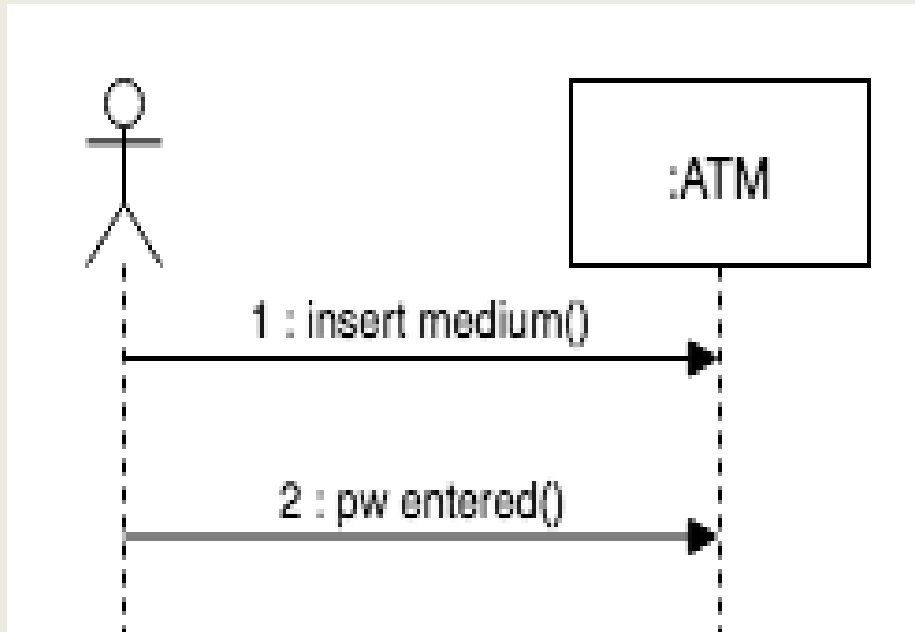 :ATM
1 : insert medium()
2 : pw entered()